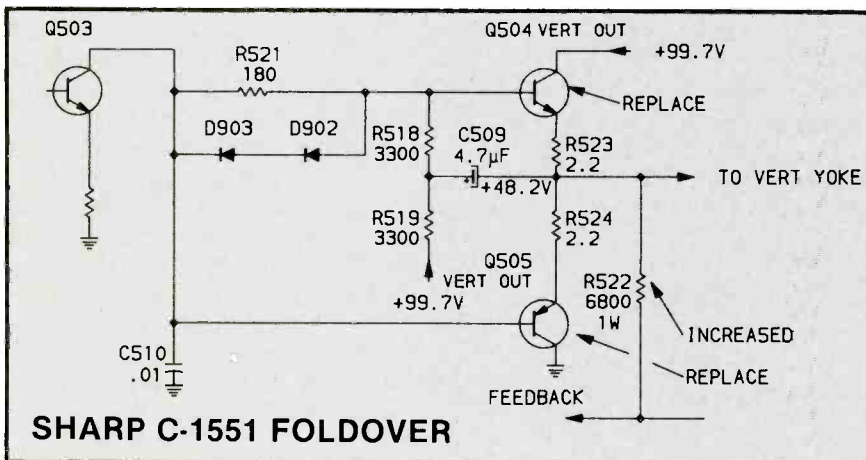 Q503
Q504 VERT OUT
+99.7V
R521
180
REPLACE
D903
D902
R518
3300
C509
4.7μF
+
+48.2V
R523
2.2
TO VERT YOKE
R519
3300
R524
2.2
Q505
VERT OUT
+99.7V
R522
6800
1W
INCREASED
C510
.01
REPLACE
FEEDBACK
SHARP C-1551 FOLDOVER